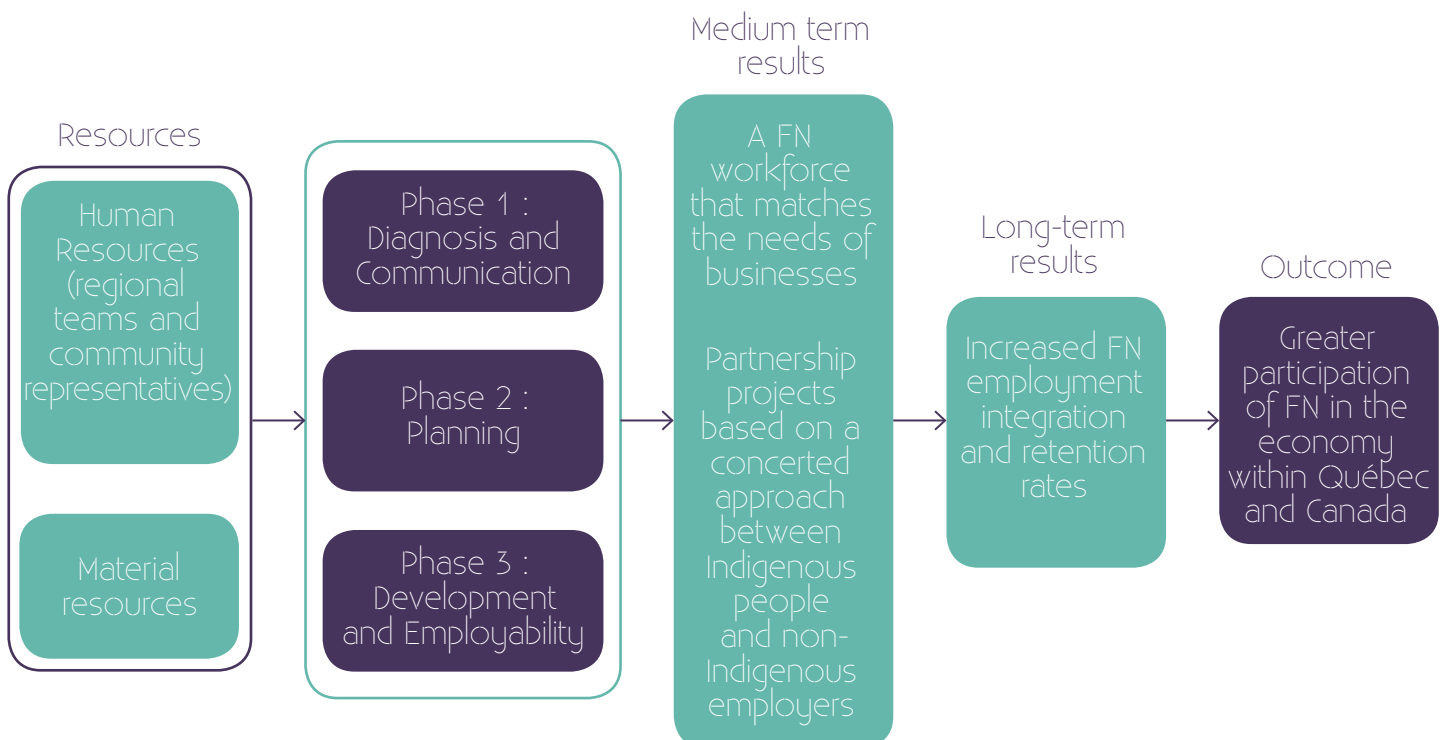 Resources
Human
Resources
(regional
teams and
community
representatives)
Material
resources
Phase 1 :
Diagnosis and
Communication
Phase 2 :
Planning
Phase 3 :
Development
and Employability
Medium term
results
A FN
workforce
that matches
the needs of
businesses
Partnership
projects
based on a
concerted
approach
between
Indigenous
people
and non-
Indigenous
employers
Long-term
results
Increased FN
employment
integration
and retention
rates
Outcome
Greater
participation
of FN in the
economy
within Québec
and Canada